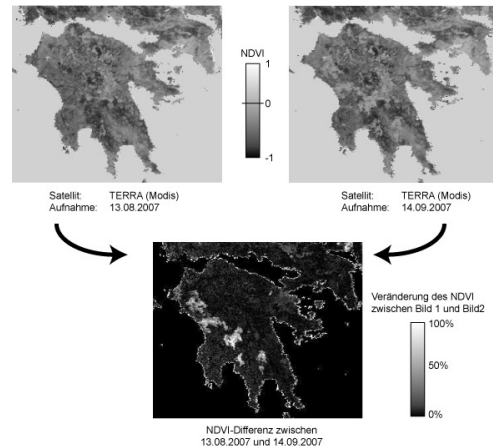 NDVI
1
0
-1
Satellit: TERRA (Modis)
Aufnahme: 13.08.2007
Satellit: TERRA (Modis)
Aufnahme: 14.09.2007
Veränderung des NDVI
zwischen Bild 1 und Bild2
100%
50%
0%
NDVI-Differenz zwischen
13.08.2007 und 14.09.2007